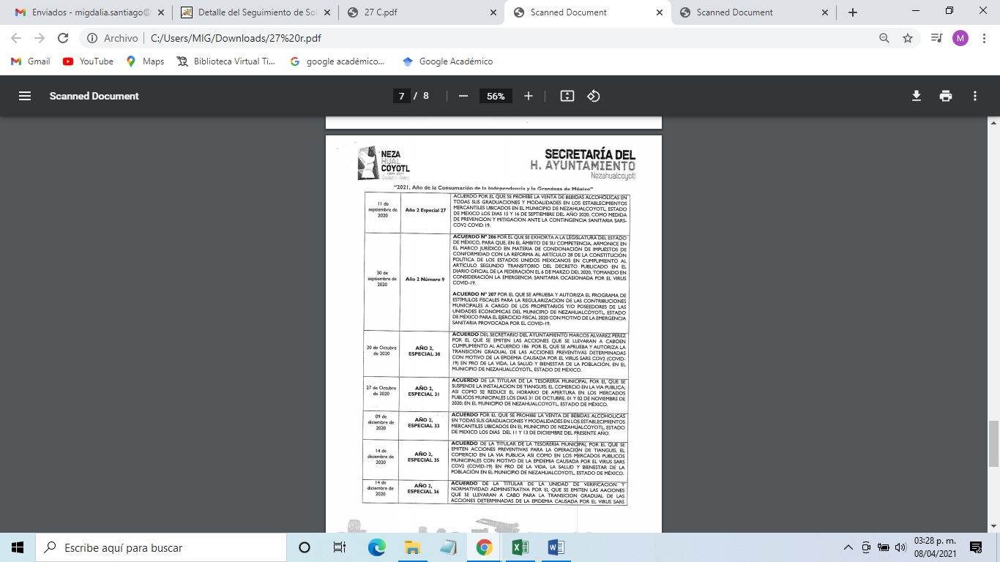 Enviados - migdalia.santiago@
Detalle del Seguimiento de Sol
27 C.pdf
Scanned Document
Scanned Document
Archivo
C:/Users/MIG/Downloads/27%20r.pdf
M
Gmail
YouTube
Maps
Biblioteca Virtual Ti...
google académico...
Google Académico
Scanned Document
7 / 8
56%
NEZA
HUAL
COYOTL
SECRETARÍA DEL
H. AYUNTAMIENTO
Nezahualcóyotl
"2021, Año de la Consumación de la Independencia y la Grandeza de México"
11 de
septiembre de
2020
Año 2 Especial 27
ACUERDO POR EL QUE SE PROHIBE LA VENTA DE BEBIDAS ALCOHOLICAS EN
TODAS SUS GRADUACIONES Y MODALIDADES EN LOS ESTABLECIMIENTOS
MERCANTILES UBICADOS EN EL MUNICIPIO DE NEZAHUALCOYOTL, ESTADO
DE MEXICO LOS DIAS 15 Y 16 DE SEPTIEMBRE DEL AÑO 2020, COMO MEDIDA
DE PREVENCION Y MITIGACION ANTE LA CONTINGENCIA SANITARIA SARS-
COV2 COVID 19.
30 de
septiembre de
2020
Año 2 Número 9
ACUERDO N° 206 POR EL QUE SE EXHORTA A LA LEGISLATURA DEL ESTADO
DE MÉXICO, PARA QUE, EN EL ÁMBITO DE SU COMPETENCIA, ARMONICE EN
EL MARCO JURÍDICO EN MATERIA DE CONDONACIÓN DE IMPUESTOS DE
CONFORMIDAD CON LA REFORMA AL ARTÍCULO 28 DE LA CONSTITUCIÓN
POLÍTICA DE LOS ESTADOS UNIDOS MEXICANOS EN CUMPLIMIENTO AL
ARTÍCULO SEGUNDO TRANSITORIO DEL DECRETO PUBLICADO EN EL
DIARIO OFICIAL DE LA FEDERACIÓN EL 6 DE MARZO DEL 2020, TOMANDO EN
CONSIDERACIÓN LA EMERGENCIA SANITARIA OCASIONADA POR EL VIRUS
COVID-19.
ACUERDO N° 207 POR EL QUE SE APRUEBA Y AUTORIZA EL PROGRAMA DE
ESTÍMULOS FISCALES PARA LA REGULARIZACION DE LAS CONTRIBUCIONES
MUNICIPALES A CARGO DE LOS PROPIETARIOS Y/O POSEEDORES DE LAS
UNIDADES ECONOMICAS DEL MUNICIPIO DE NEZAHUALCÓYOTL, ESTADO
DE MÉXICO PARA EL EJERCICIO FISCAL 2020 CON MOTIVO DE LA EMERGENCIA
SANITARIA PROVOCADA POR EL COVID-19.
20 de Octubre
de 2020
AÑO 2,
ESPECIAL 30
ACUERDO DEL SECRETARIO DEL AYUNTAMIENTO MARCOS ALVAREZ PEREZ
POR EL QUE SE EMITEN LAS ACCIONES QUE SE LLEVARAN A CABOEN
CUMPLIMIENTO AL ACUERDO 186 POR EL QUE SE APRUEBA Y AUTORIZA LA
TRANSICIÓN GRADUAL DE LAS ACCIONES PREVENTIVAS DETERMINADAS
CON MOTIVO DE LA EPIDEMIA CAUSADA POR EL VIRUS SARS COV2 (COVID-
19) EN PRO DE LA VIDA, LA SALUD Y BIENESTAR DE LA POBLACIÓN, EN EL
MUNICIPIO DE NEZAHUALCÓYOTL, ESTADO DE MÉXICO.
27 de Octubre
de 2020
AÑO 2,
ESPECIAL 31
ACUERDO DE LA TITULAR DE LA TESORERIA MUNICIPAL POR EL QUE SE
SUSPENDE LA INSTALACION DE TIANGUIS; EL COMERCIO EN LA VIA PUBLICA;
ASI COMO SE REDUCE EL HORARIO DE APERTURA EN LOS MERCADOS
PUBLICOS MUNICIPALES LOS DIAS 31 DE OCTUBRE, 01 Y 02 DE NOVIEMBRE DE
2020; EN EL MUNICIPIO DE NEZAHUALCOYOTL, ESTADO DE MÉXICO.
09 de
diciembre de
2020
AÑO 2,
ESPECIAL 33
ACUERDO POR EL QUE SE PROHIBE LA VENTA DE BEBIDAS ALCOHOLICAS
EN TODAS SUS GRADUACIONES Y MODALIDADES EN LOS ESTABLECIMIENTOS
MERCANTILES UBICADOS EN EL MUNICIPIO DE NEZAHUALCOYOTL, ESTADO
DE MEXICO LOS DIAS DEL 11 Y 13 DE DICIIEMBRE DEL PRESENTE AÑO.
14 de
diciembre de
2020
AÑO 2,
ESPECIAL 35
ACUERDO DE LA TITULAR DE LA TESORERIA MUNICIPAL POR EL QUE SE
EMITEN ACCIONES PREVENTIVAS PARA LA OPERACION DE TIANGUIS, EL
COMERCIO EN LA VIA PUBLICA ASI COMO EN LOS MERCADOS PUBLICOS
MUNICIPALES CON MOTIVO DE LA EPIDEMIA CAUSADA POR EL VIRUS SARS
COV2 (COVID-19) EN PRO DE LA VIDA, LA SALUD Y BIENESTAR DE LA
POBLACIÓN EN EL MUNICIPIO DE NEZAHUALCOYOTL, ESTADO DE MÉXICO.
14 de
diciembre de
2020
AÑO 2,
ESPECIAL 36
ACUERDO DE LA TITULAR DE LA UNIDAD DE VERIFICACION Y
NORMATIVIDAD ADMINISTRATIVA POR EL QUE SE EMITEN LAS AACIONES
QUE SE LLEVARAN A CABO PARA LA TRANSICION GRADUAL DE LAS
ACCIONES DETERMINADAS DE LA EPIDEMIA CAUSADA POR EL VIRUS SARS
Escribe aquí para buscar
03:28 p. m.
08/04/2021